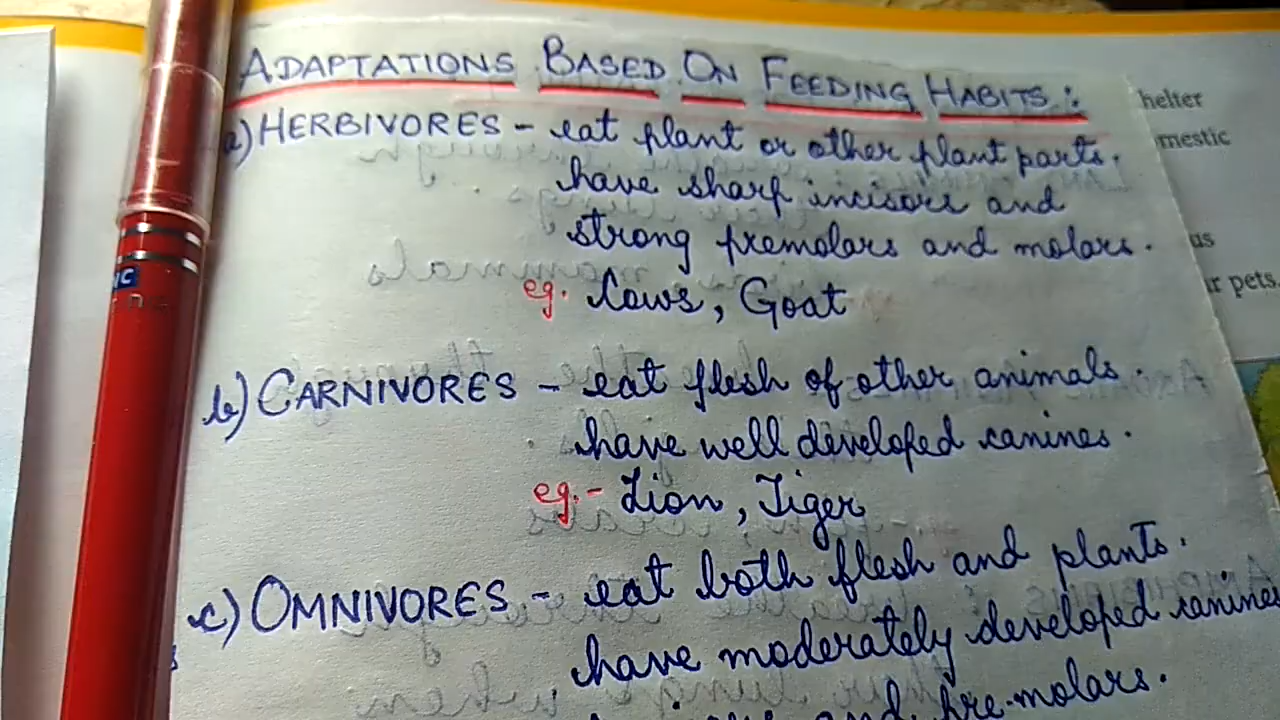 ADAPTATIONS BASED ON FEEDING HABITS :
a) HERBIVORES - eat plant or other plant parts.
have sharp incisors and
strong premolars and molars.
eg. Cows, Goat
b) CARNIVORES - eat flesh of other animals.
have well developed canines.
eg.- Lion, Tiger
c) OMNIVORES - eat both flesh and plants.
have moderately developed canines
and pre-molars.
helter
mestic
us
ir pets.